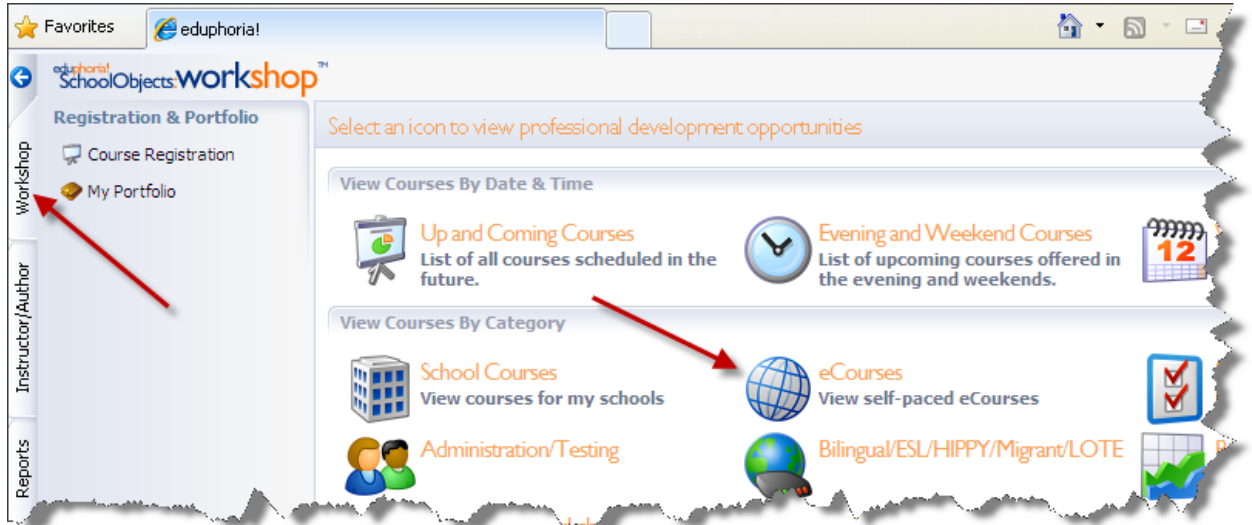 Favorites
eduphoria!
eduphoria!
SchoolObjects:workshop™
Registration & Portfolio
Course Registration
My Portfolio
Workshop
Instructor/Author
Reports
Select an icon to view professional development opportunities
View Courses By Date & Time
Up and Coming Courses
List of all courses scheduled in the
future.
Evening and Weekend Courses
List of upcoming courses offered in
the evening and weekends.
12
View Courses By Category
School Courses
View courses for my schools
eCourses
View self-paced eCourses
Administration/Testing
Bilingual/ESL/HIPPY/Migrant/LOTE